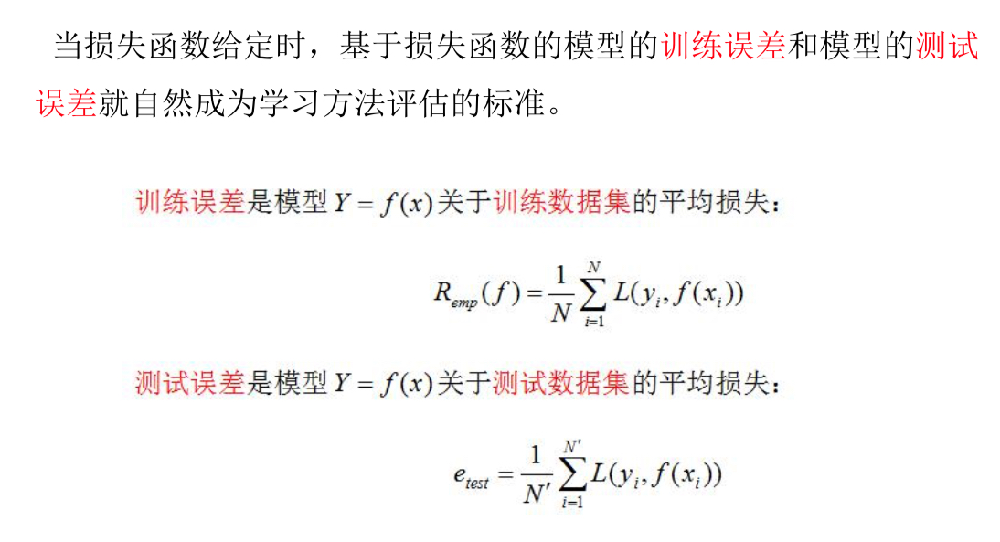 当损失函数给定时，基于损失函数的模型的训练误差和模型的测试
误差就自然成为学习方法评估的标准。
训练误差是模型 Y = f(x) 关于训练数据集的平均损失：
R_{emp}(f) = \frac{1}{N} \sum_{i=1}^{N} L(y_i, f(x_i))
测试误差是模型 Y = f(x) 关于测试数据集的平均损失：
e_{test} = \frac{1}{N'} \sum_{i=1}^{N'} L(y_i, f(x_i))